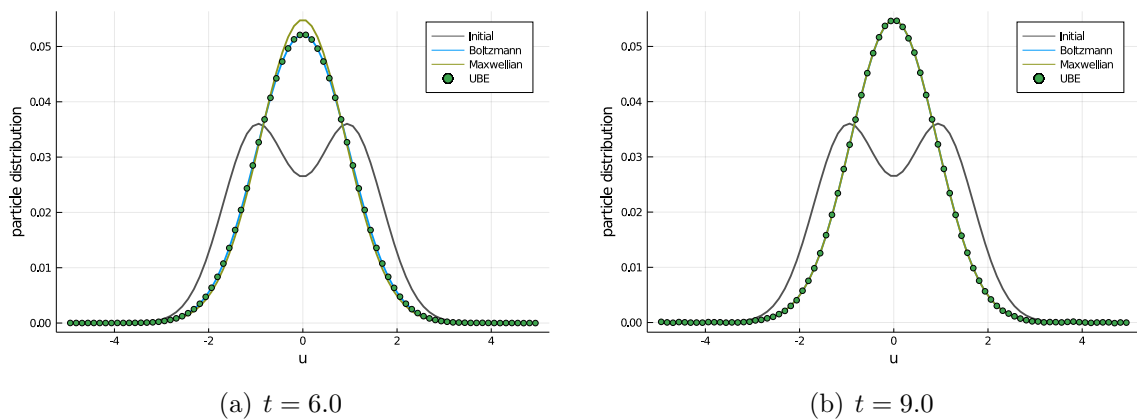 Initial
Boltzmann
Maxwellian
UBE
particle distribution
0.05
0.04
0.03
0.02
0.01
0.00
-4
-2
0
2
4
u
(a) t = 6.0
Initial
Boltzmann
Maxwellian
UBE
particle distribution
0.05
0.04
0.03
0.02
0.01
0.00
-4
-2
0
2
4
u
(b) t = 9.0